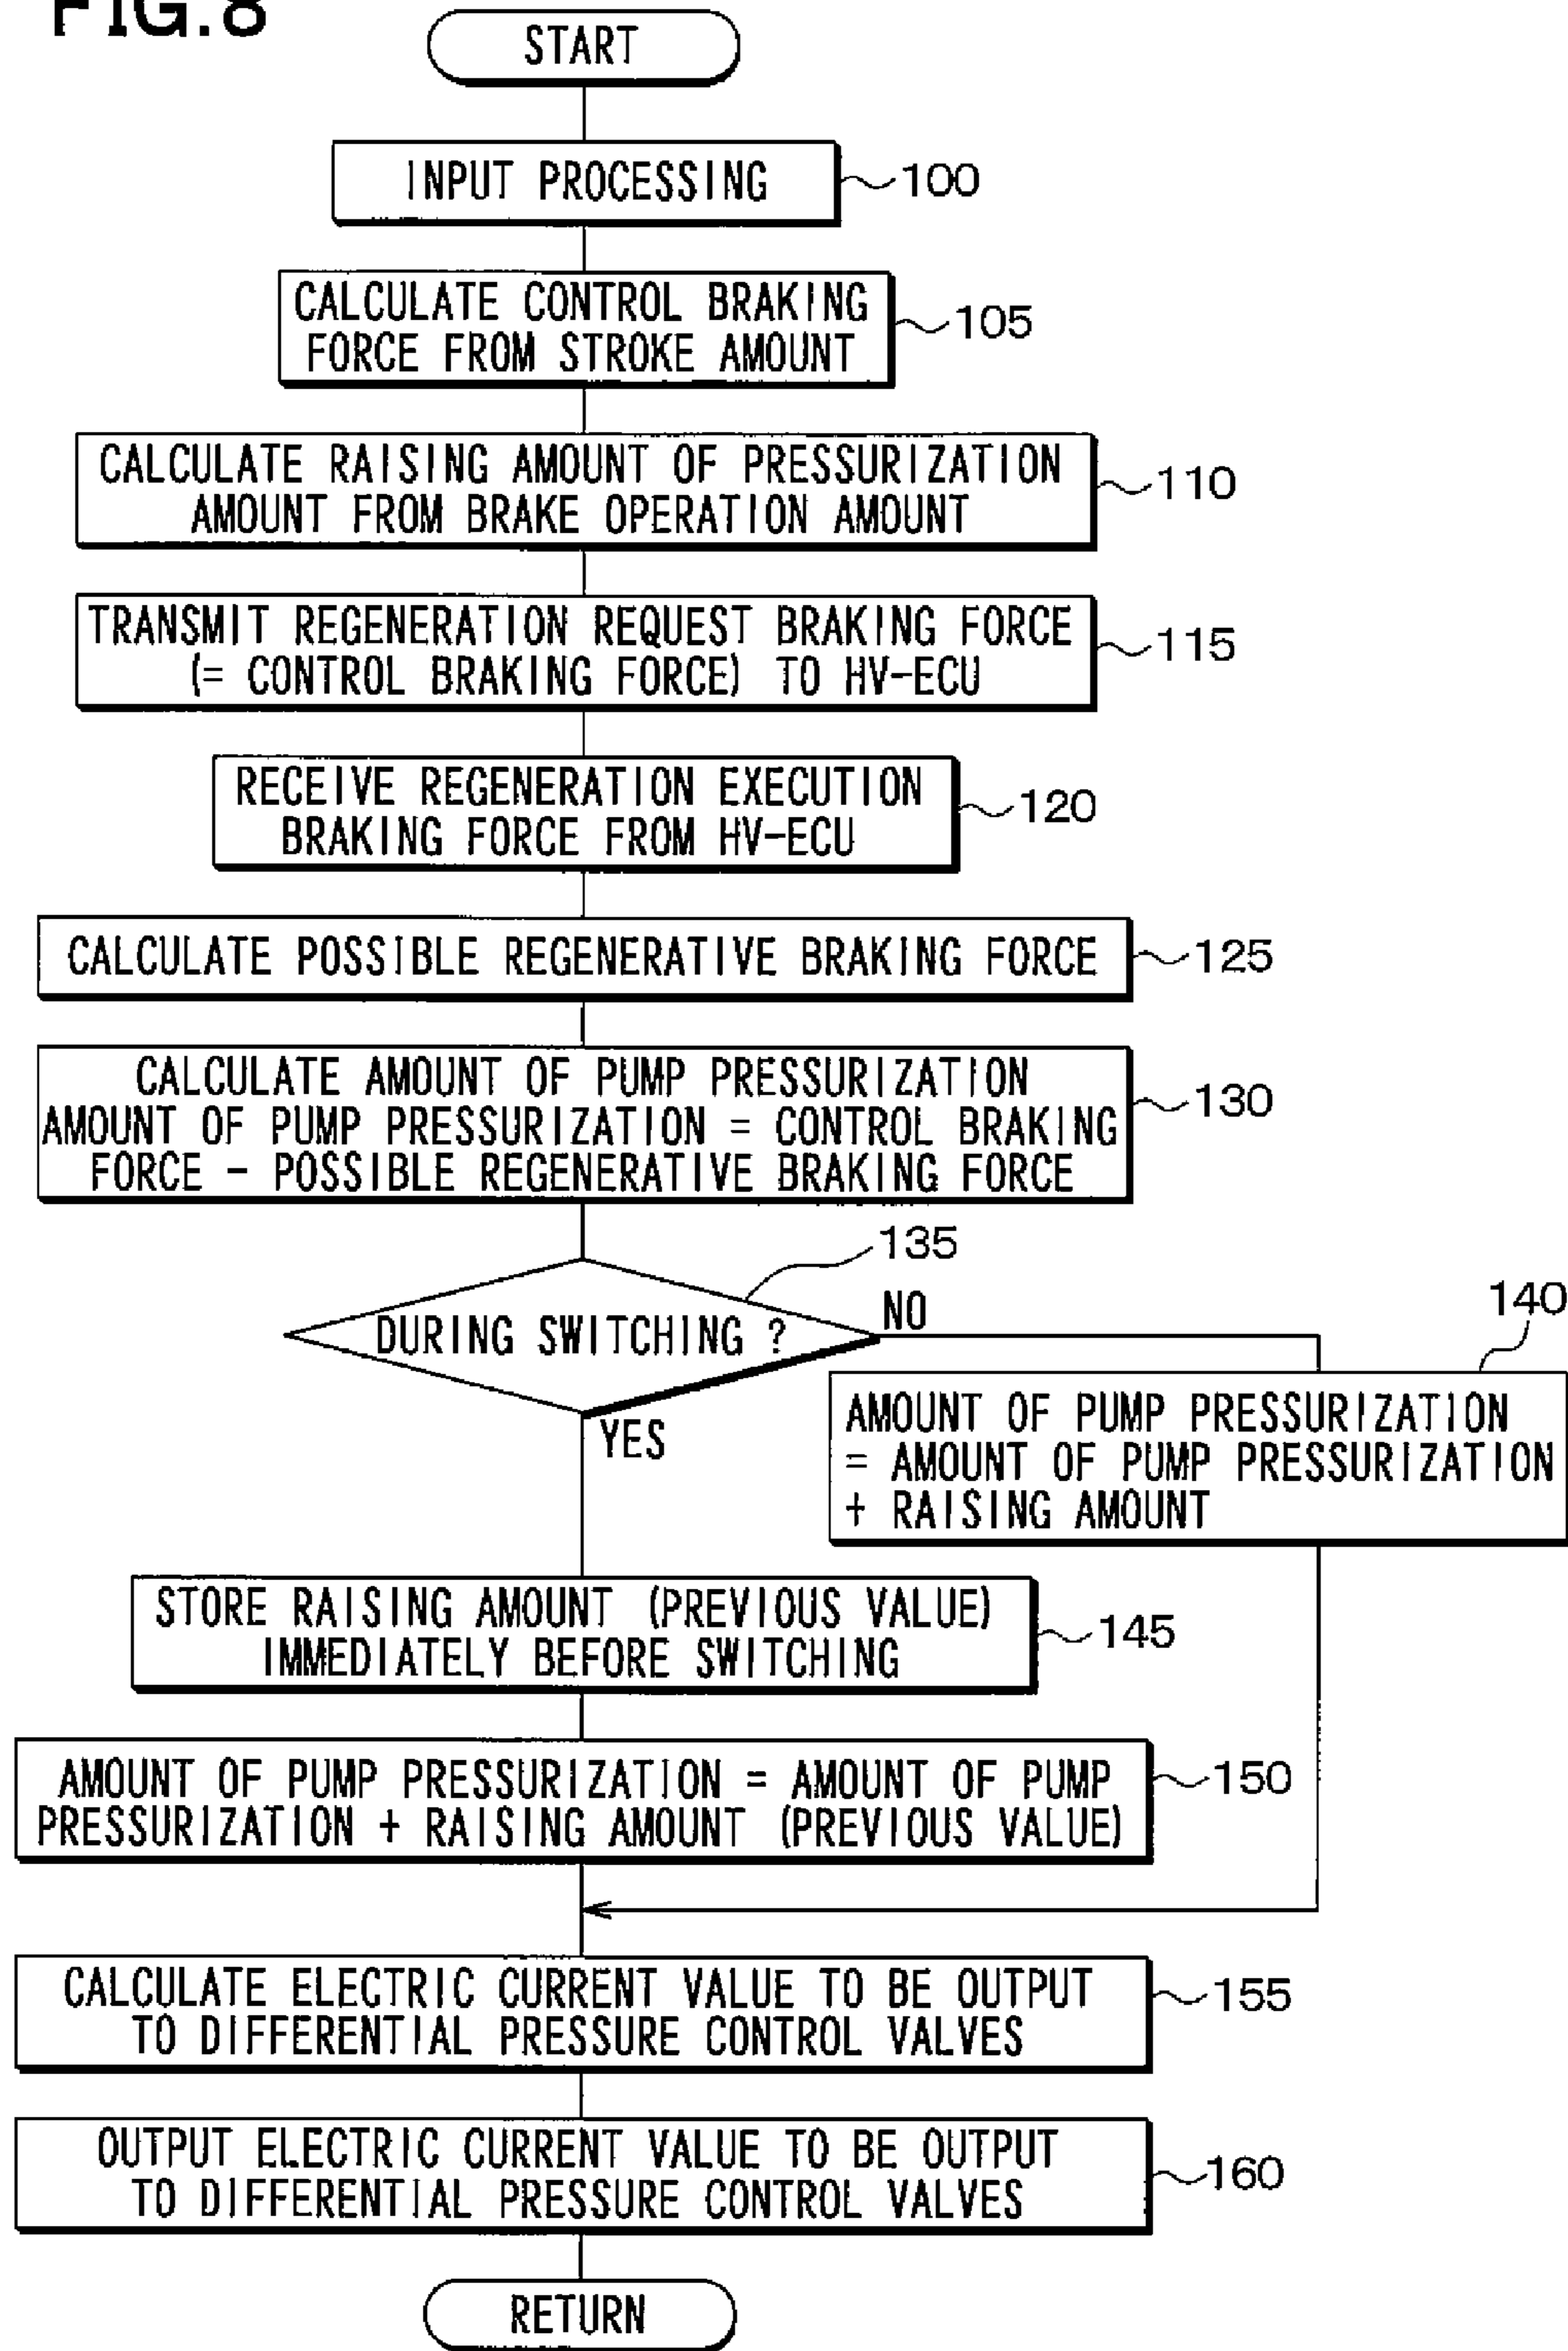 FIG.8
START
INPUT PROCESSING
100
CALCULATE CONTROL BRAKING
FORCE FROM STROKE AMOUNT
105
CALCULATE RAISING AMOUNT OF PRESSURIZATION
AMOUNT FROM BRAKE OPERATION AMOUNT
110
TRANSMIT REGENERATION REQUEST BRAKING FORCE
(= CONTROL BRAKING FORCE) TO HV-ECU
115
RECEIVE REGENERATION EXECUTION
BRAKING FORCE FROM HV-ECU
120
CALCULATE POSSIBLE REGENERATIVE BRAKING FORCE
125
CALCULATE AMOUNT OF PUMP PRESSURIZATION
AMOUNT OF PUMP PRESSURIZATION = CONTROL BRAKING
FORCE - POSSIBLE REGENERATIVE BRAKING FORCE
130
135
DURING SWITCHING ?
NO
YES
140
AMOUNT OF PUMP PRESSURIZATION
= AMOUNT OF PUMP PRESSURIZATION
+ RAISING AMOUNT
STORE RAISING AMOUNT (PREVIOUS VALUE)
IMMEDIATELY BEFORE SWITCHING
145
AMOUNT OF PUMP PRESSURIZATION = AMOUNT OF PUMP
PRESSURIZATION + RAISING AMOUNT (PREVIOUS VALUE)
150
CALCULATE ELECTRIC CURRENT VALUE TO BE OUTPUT
TO DIFFERENTIAL PRESSURE CONTROL VALVES
155
OUTPUT ELECTRIC CURRENT VALUE TO BE OUTPUT
TO DIFFERENTIAL PRESSURE CONTROL VALVES
160
RETURN